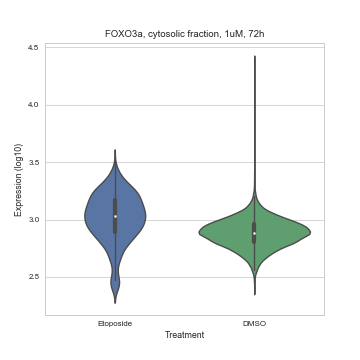 FOXO3a, cytosolic fraction, 1uM, 72h
4.5
4.0
3.5
3.0
2.5
Expression (log10)
Etoposide
DMSO
Treatment